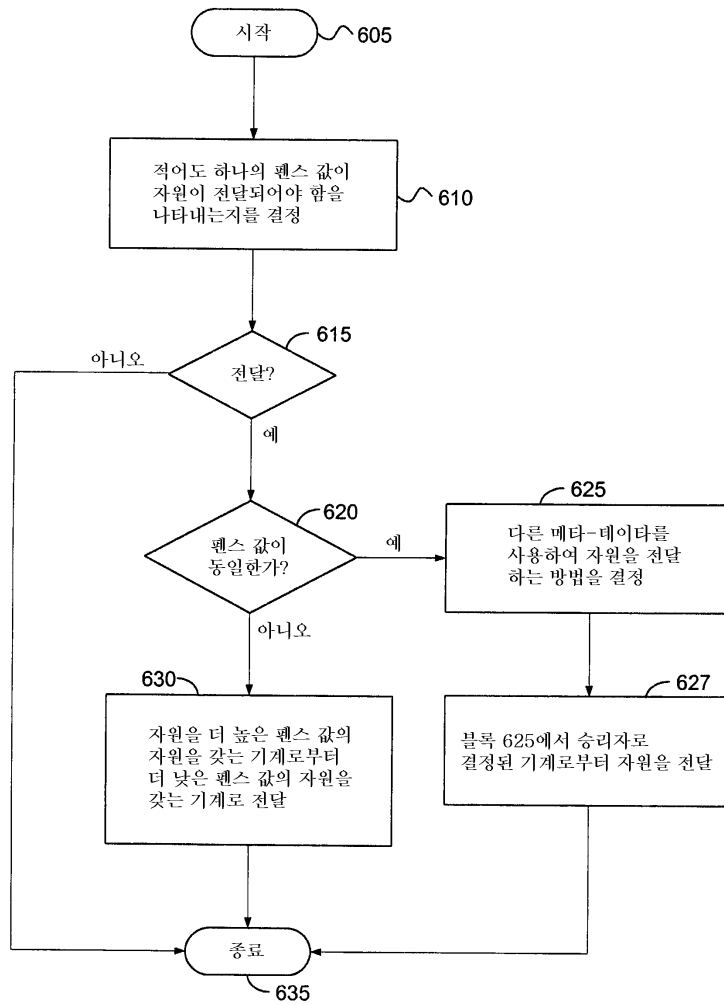 시작
605
적어도 하나의 펜스 값이
자원이 전달되어야 함을
나타내는지를 결정
610
615
아니오
전달?
예
620
펜스 값이
동일한가?
예
625
다른 메타-데이타를
사용하여 자원을 전달
하는 방법을 결정
아니오
630
자원을 더 높은 펜스 값의
자원을 갖는 기계로부터
더 낮은 펜스 값의 자원을
갖는 기계로 전달
627
블록 625에서 승리자로
결정된 기계로부터 자원을 전달
종료
635